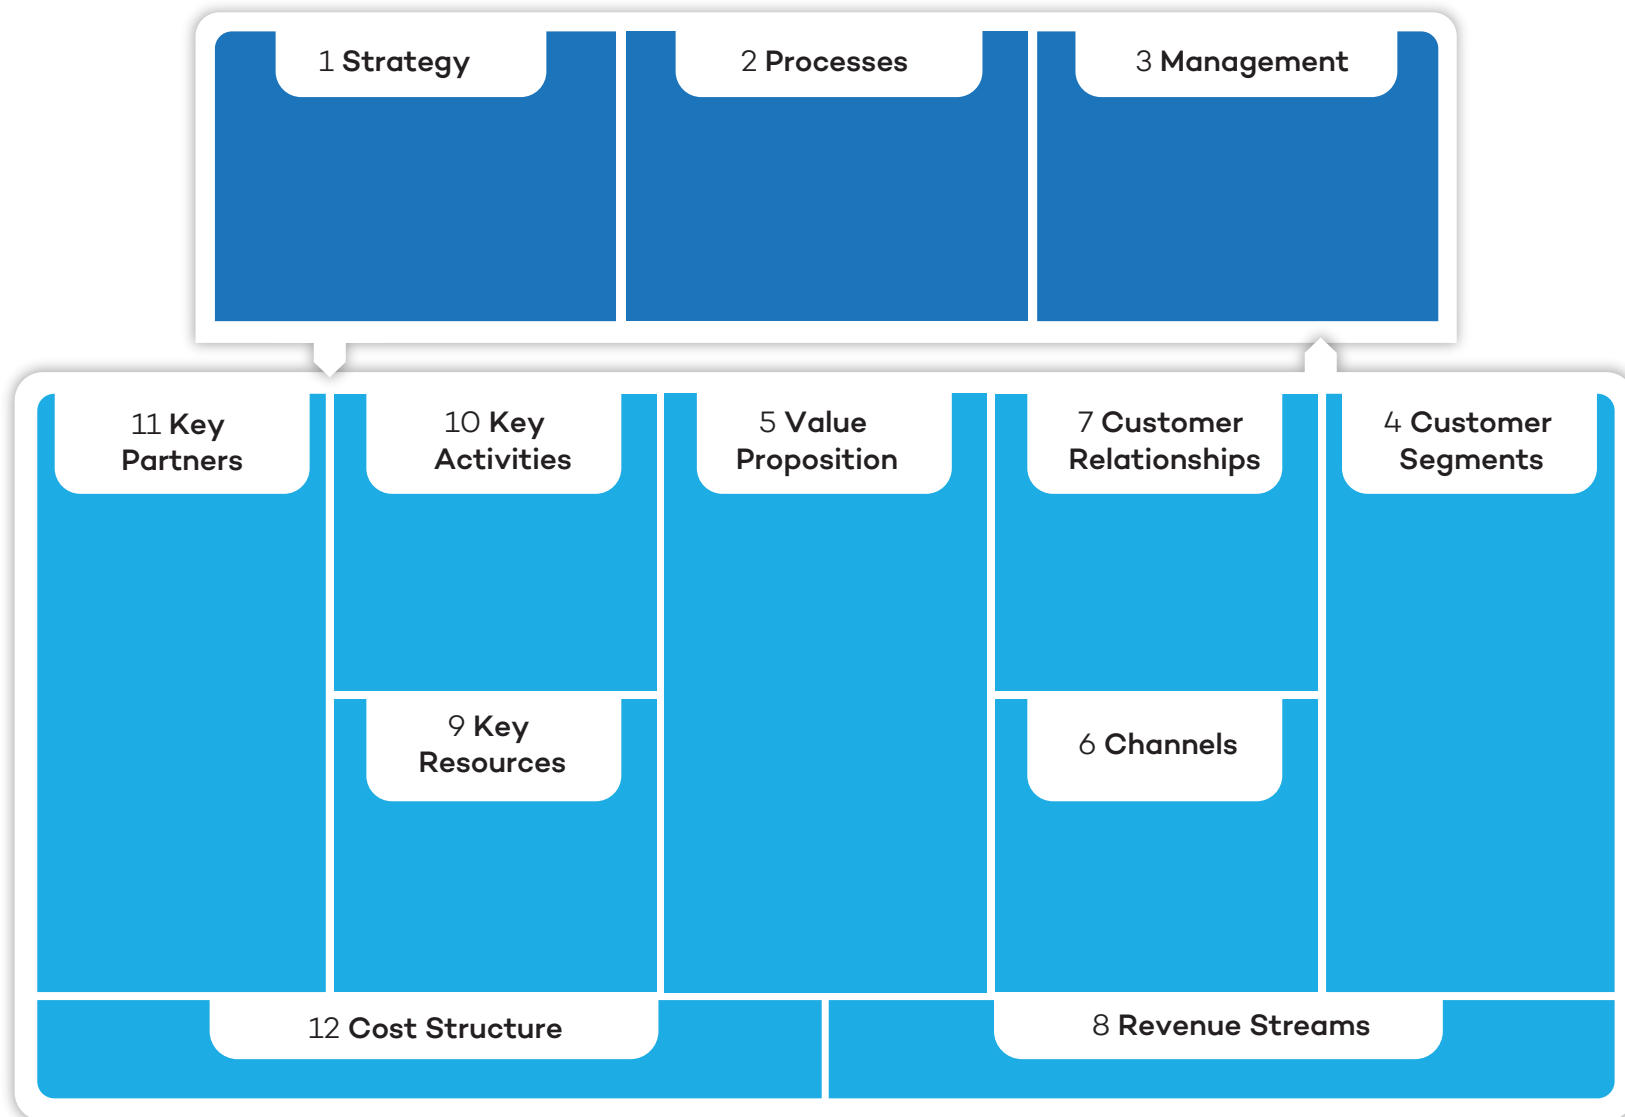 1 Strategy
2 Processes
3 Management
11 Key
Partners
10 Key
Activities
5 Value
Proposition
7 Customer
Relationships
4 Customer
Segments
9 Key
Resources
6 Channels
12 Cost Structure
8 Revenue Streams